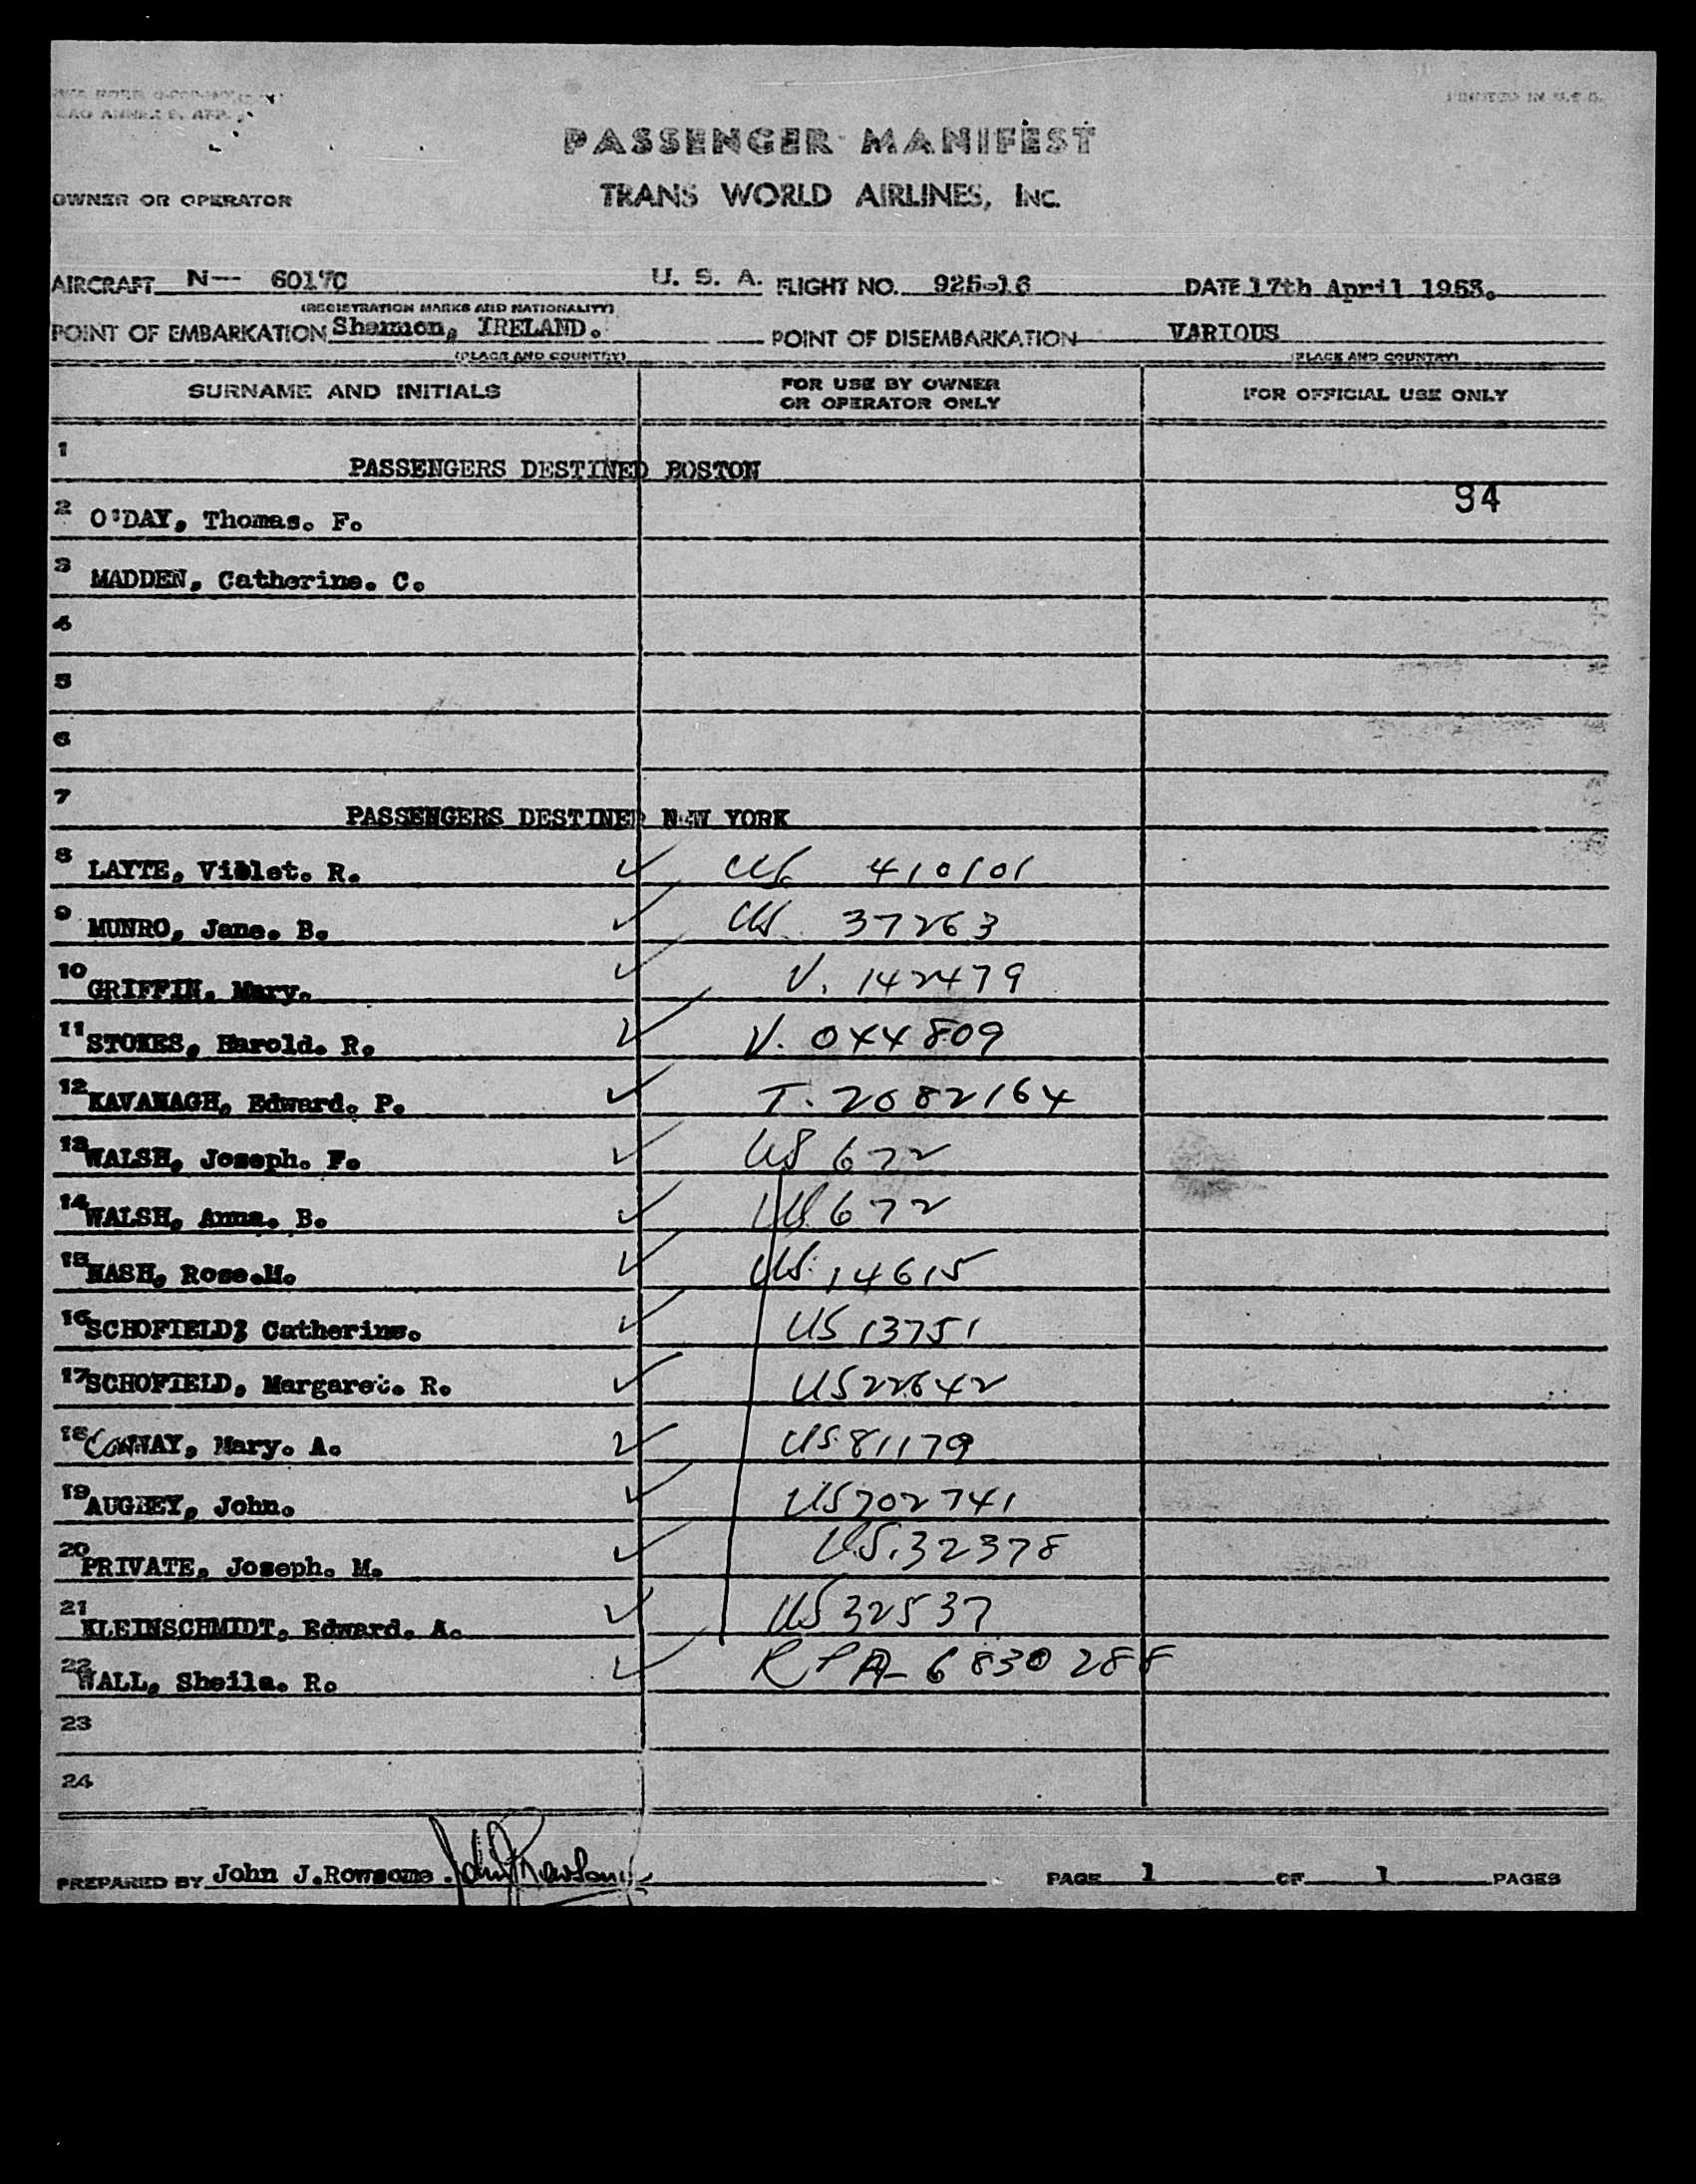 PRINTED IN U.S.A.
PASSENGER MANIFEST
OWNER OR OPERATOR TRANS WORLD AIRLINES, INC.
AIRCRAFT N-- 6017C U. S. A. FLIGHT NO. 925-16 DATE 17th April 1953.
(REGISTRATION MARKS AND NATIONALITY)
POINT OF EMBARKATION Shannon, IRELAND. POINT OF DISEMBARKATION VARIOUS
(PLACE AND COUNTRY) (PLACE AND COUNTRY)
SURNAME AND INITIALS FOR USE BY OWNER OR OPERATOR ONLY FOR OFFICIAL USE ONLY
1 PASSENGERS DESTINED BOSTON
94
2 O'DAY, Thomas. F.
3 MADDEN, Catherine. C.
4
5
6
7 PASSENGERS DESTINED NEW YORK
8 LAYTE, Violet. R. US 410101
9 MUNRO, Jane. B. US 37263
10 GRIFFIN. Mary. V. 142479
11 STOKES, Harold. R. V. 044809
12 KAVANAGH, Edward. P. T. 2082164
13 WALSH, Joseph. F. US 672
14 WALSH, Anna. B. US 672
15 NASH, Rose.M. US. 14615
16 SCHOFIELD; Catherine. US 13751
17 SCHOFIELD, Margaret. R. US 22642
18 CONWAY, Mary. A. US 81179
19 AUGHEY, John. US 702741
20 PRIVATE, Joseph. M. U.S. 32378
21 KLEINSCHMIDT, Edward. A. US 32537
22 WALL, Sheila. R. RPA- 6830288
23
24
PREPARED BY John J.Rowsome. John J Rowsome PAGE 1 OF 1 PAGES